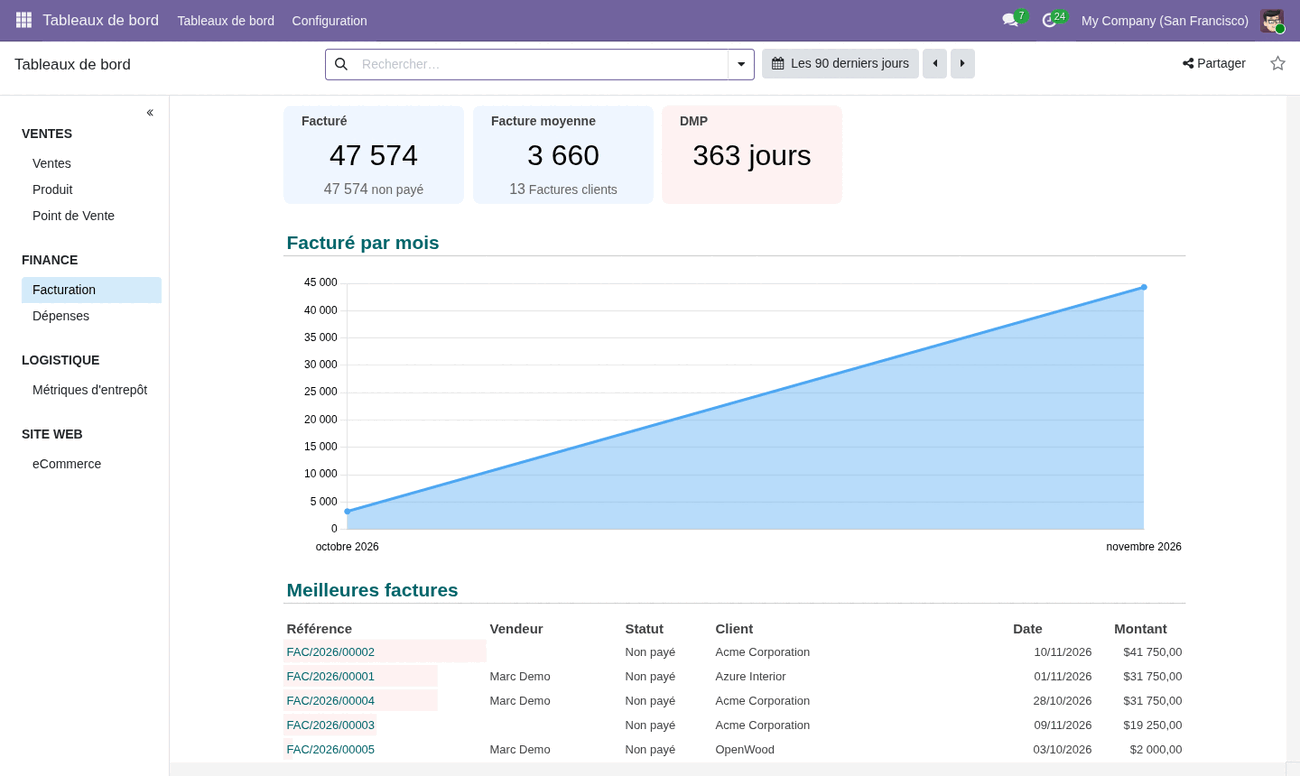 Tableaux de bord Tableaux de bord Configuration 7 24 My Company (San Francisco)
Tableaux de bord Rechercher… Les 90 derniers jours Partager
VENTES
Ventes
Produit
Point de Vente
FINANCE
Facturation
Dépenses
LOGISTIQUE
Métriques d'entrepôt
SITE WEB
eCommerce
Facturé Facture moyenne DMP
47 574 3 660 363 jours
47 574 non payé 13 Factures clients
Facturé par mois
45 000
40 000
35 000
30 000
25 000
20 000
15 000
10 000
5 000
0
octobre 2026 novembre 2026
Meilleures factures
Référence Vendeur Statut Client Date Montant
FAC/2026/00002 Non payé Acme Corporation 10/11/2026 $41 750,00
FAC/2026/00001 Marc Demo Non payé Azure Interior 01/11/2026 $31 750,00
FAC/2026/00004 Marc Demo Non payé Acme Corporation 28/10/2026 $31 750,00
FAC/2026/00003 Non payé Acme Corporation 09/11/2026 $19 250,00
FAC/2026/00005 Marc Demo Non payé OpenWood 03/10/2026 $2 000,00